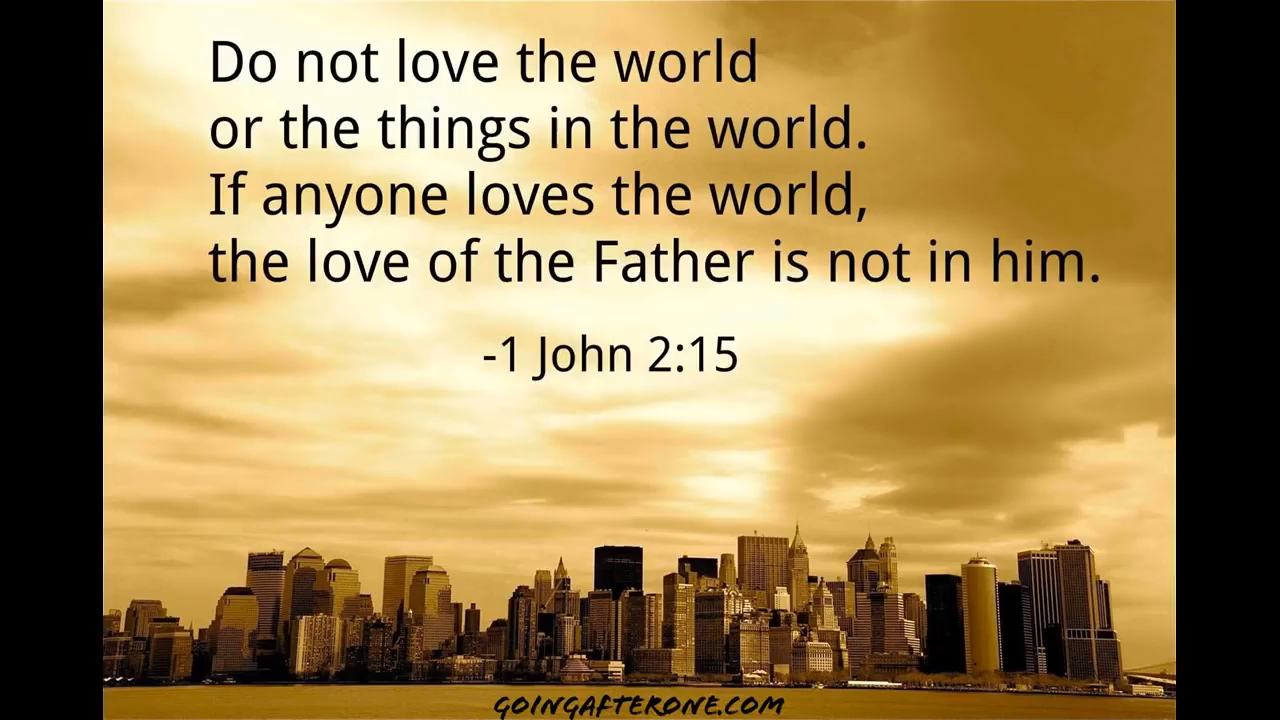 Do not love the world
or the things in the world.
If anyone loves the world,
the love of the Father is not in him.
-1 John 2:15
GOINGAFTERONE.COM